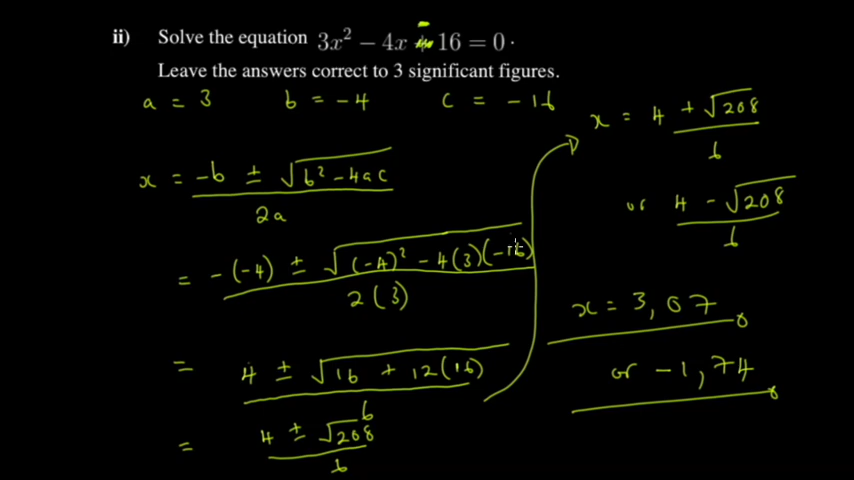 ii) Solve the equation 3x² − 4x − 16 = 0.
Leave the answers correct to 3 significant figures.
a = 3 b = -4 c = -16
x = (-b ± √(b² - 4ac)) / 2a
= (-(-4) ± √((-4)² - 4(3)(-16))) / 2(3)
= (4 ± √(16 + 12(16))) / 6
= (4 ± √208) / 6
x = (4 + √208) / 6
or (4 - √208) / 6
x = 3,07
or -1,74